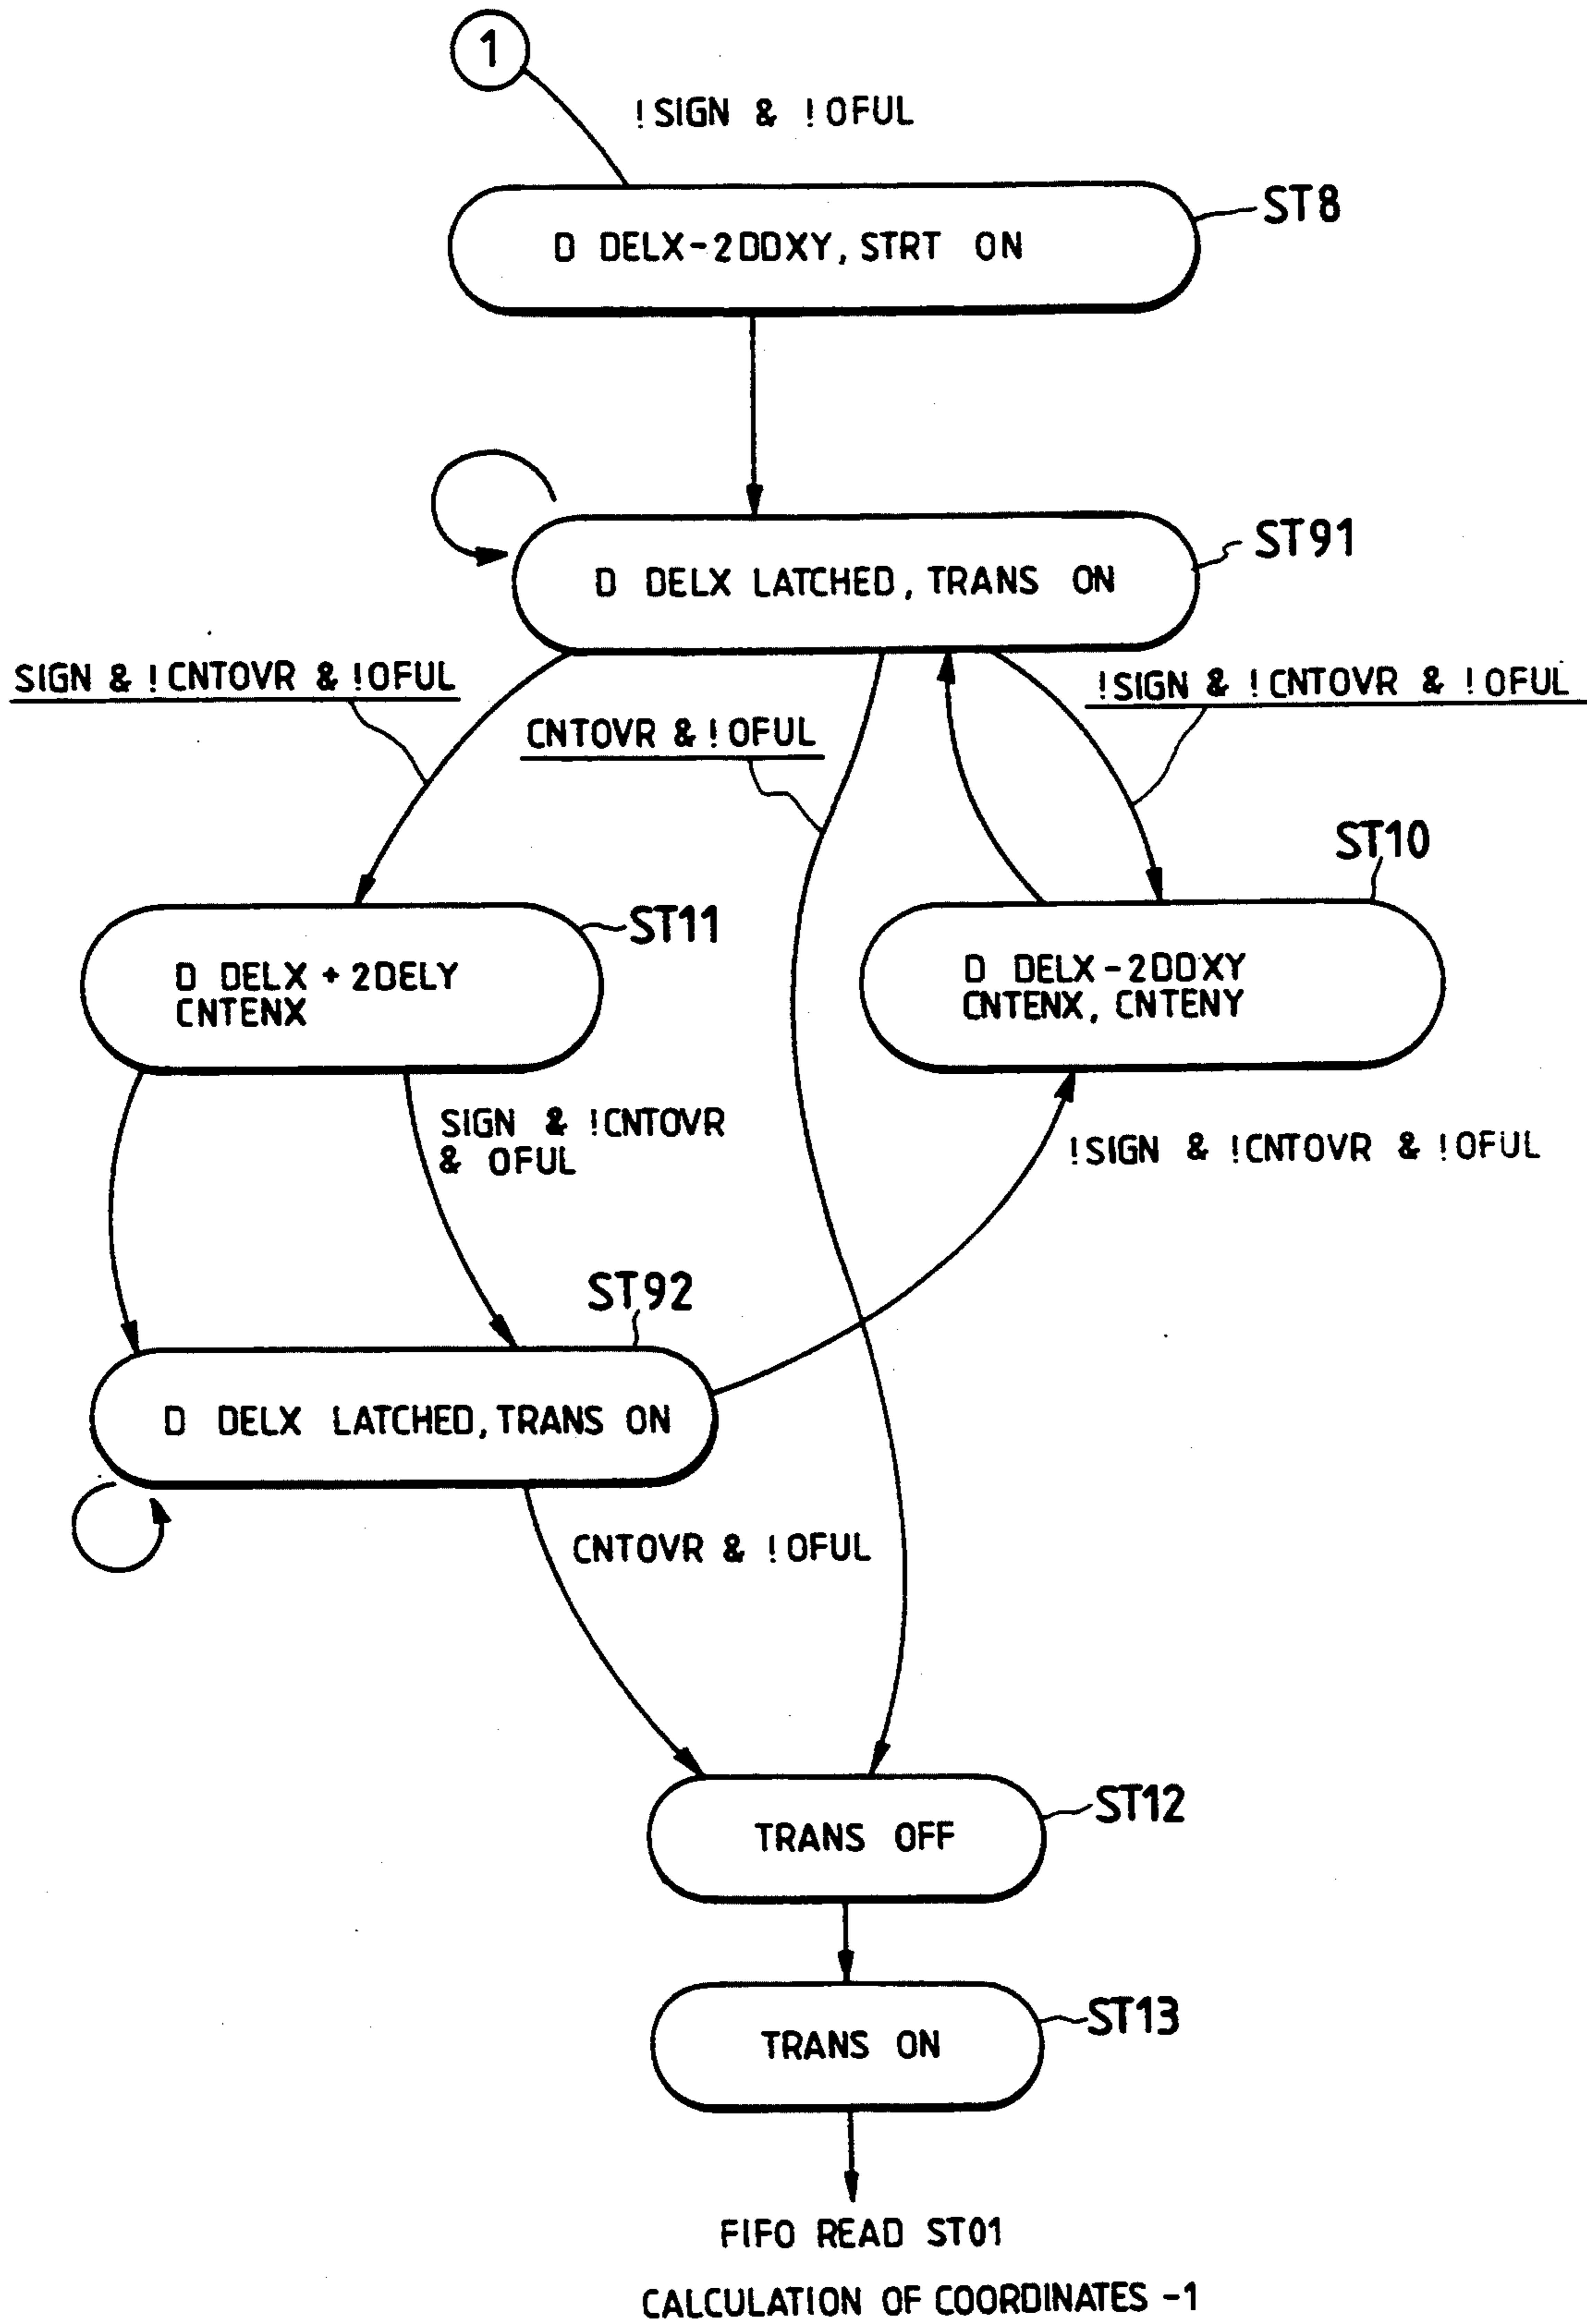 1
!SIGN & !OFUL
ST8
D DELX-2DDXY, STRT ON
ST91
D DELX LATCHED, TRANS ON
SIGN & !CNTOVR & !OFUL
!SIGN & !CNTOVR & !OFUL
CNTOVR & !OFUL
ST10
ST11
D DELX + 2DELY
CNTENX
D DELX-2DDXY
CNTENX, CNTENY
SIGN & !CNTOVR
& OFUL
!SIGN & !CNTOVR & !OFUL
ST92
D DELX LATCHED, TRANS ON
CNTOVR & !OFUL
ST12
TRANS OFF
ST13
TRANS ON
FIFO READ ST01
CALCULATION OF COORDINATES -1